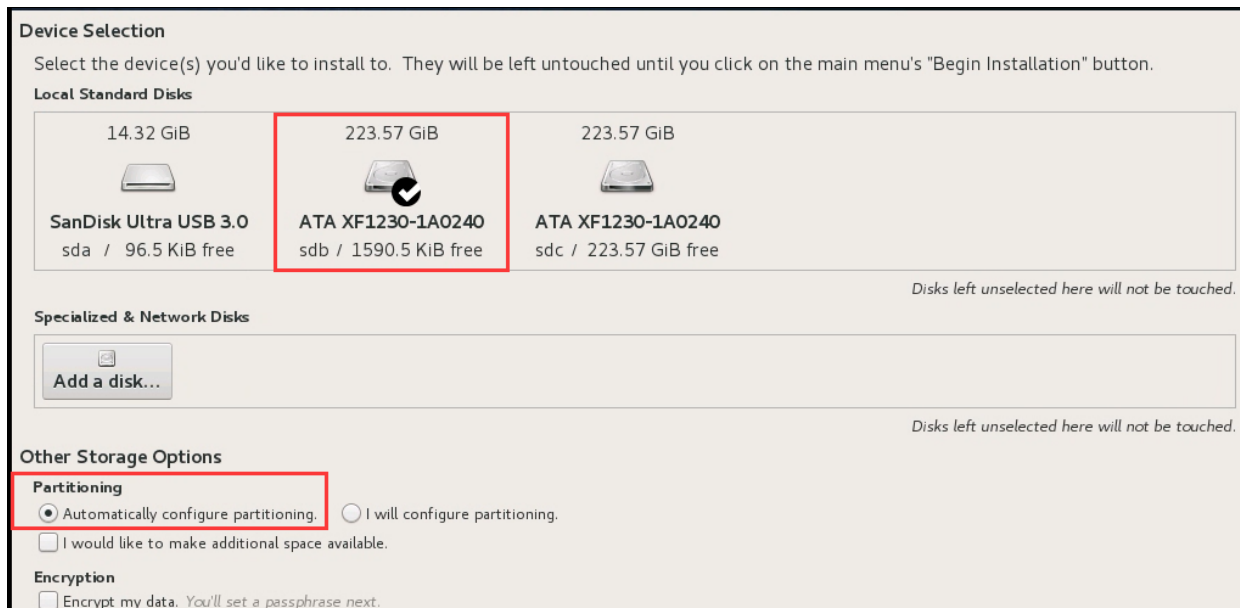 Device Selection
Select the device(s) you'd like to install to. They will be left untouched until you click on the main menu's "Begin Installation" button.
Local Standard Disks
14.32 GiB 223.57 GiB 223.57 GiB
SanDisk Ultra USB 3.0 ATA XF1230-1A0240 ATA XF1230-1A0240
sda / 96.5 KiB free sdb / 1590.5 KiB free sdc / 223.57 GiB free
Disks left unselected here will not be touched.
Specialized & Network Disks
Add a disk...
Disks left unselected here will not be touched.
Other Storage Options
Partitioning
Automatically configure partitioning. I will configure partitioning.
I would like to make additional space available.
Encryption
Encrypt my data. You'll set a passphrase next.